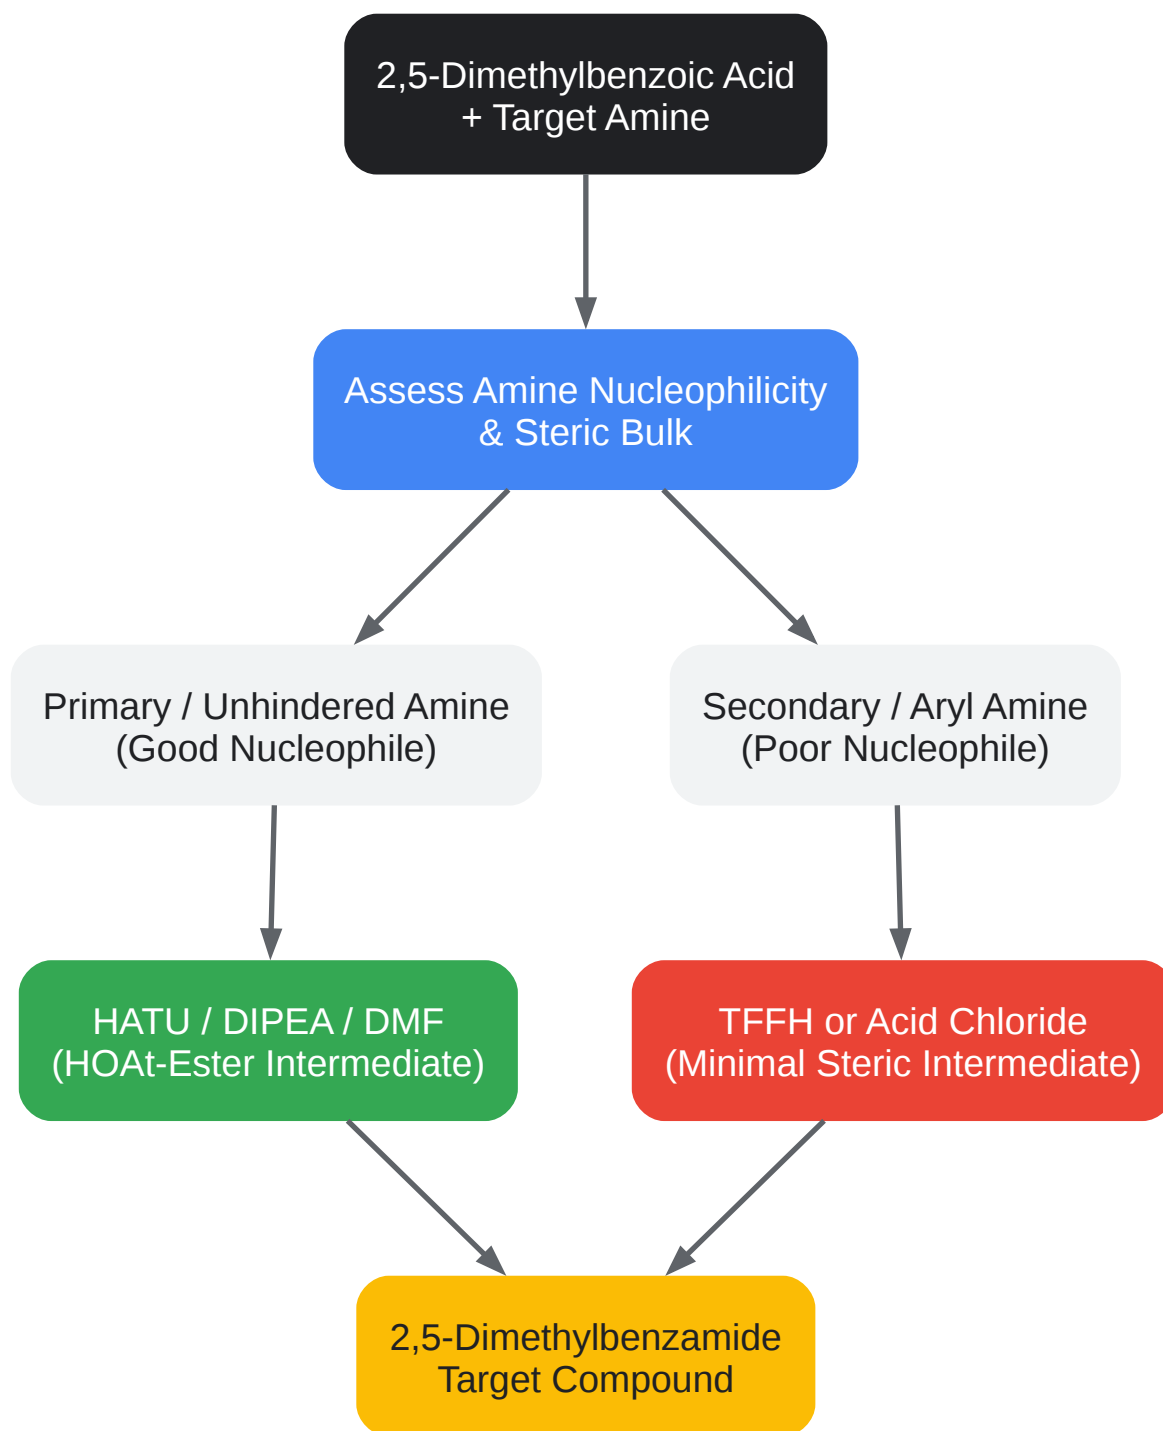 2,5-Dimethylbenzoic Acid
+ Target Amine
Assess Amine Nucleophilicity
& Steric Bulk
Primary / Unhindered Amine
(Good Nucleophile)
Secondary / Aryl Amine
(Poor Nucleophile)
HATU / DIPEA / DMF
(HOAt-Ester Intermediate)
TFFH or Acid Chloride
(Minimal Steric Intermediate)
2,5-Dimethylbenzamide
Target Compound